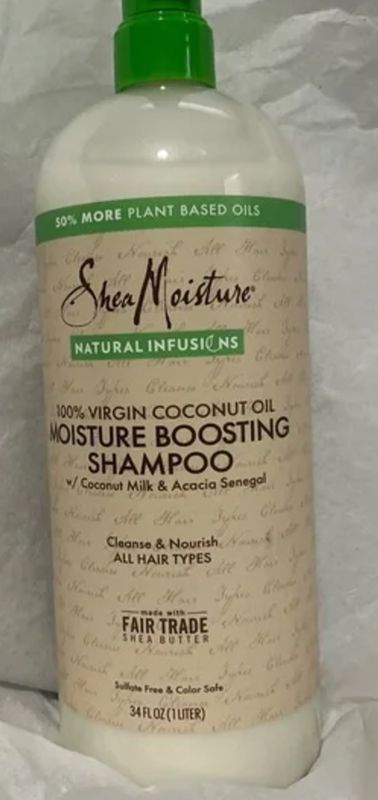 50% MORE PLANT BASED OILS
SheaMoisture®
NATURAL INFUSIONS
100% VIRGIN COCONUT OIL
MOISTURE BOOSTING
SHAMPOO
w/ Coconut Milk & Acacia Senegal
Cleanse & Nourish
ALL HAIR TYPES
made with
FAIR TRADE
SHEA BUTTER
Sulfate Free & Color Safe
34 FL OZ (1 LITER)